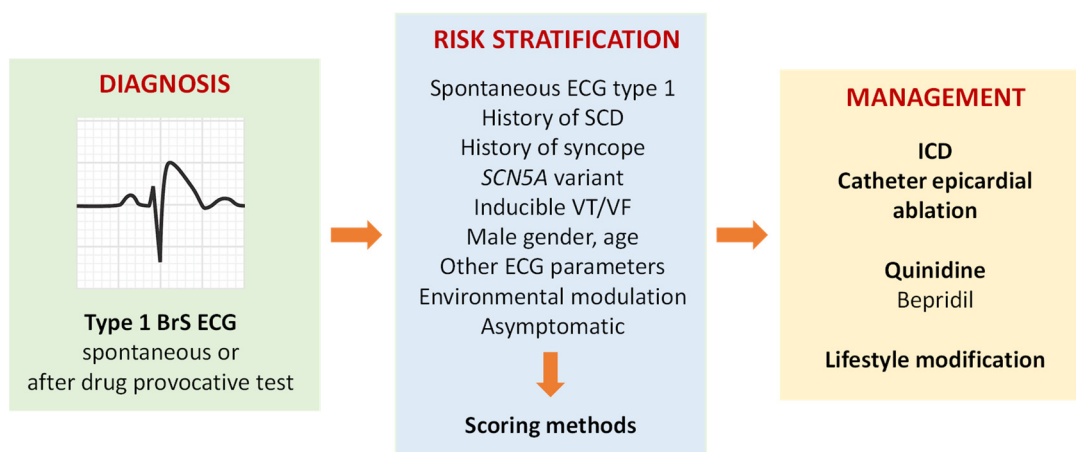 DIAGNOSIS
Type 1 BrS ECG
spontaneous or
after drug provocative test
RISK STRATIFICATION
Spontaneous ECG type 1
History of SCD
History of syncope
SCN5A variant
Inducible VT/VF
Male gender, age
Other ECG parameters
Environmental modulation
Asymptomatic
Scoring methods
MANAGEMENT
ICD
Catheter epicardial
ablation
Quinidine
Bepridil
Lifestyle modification